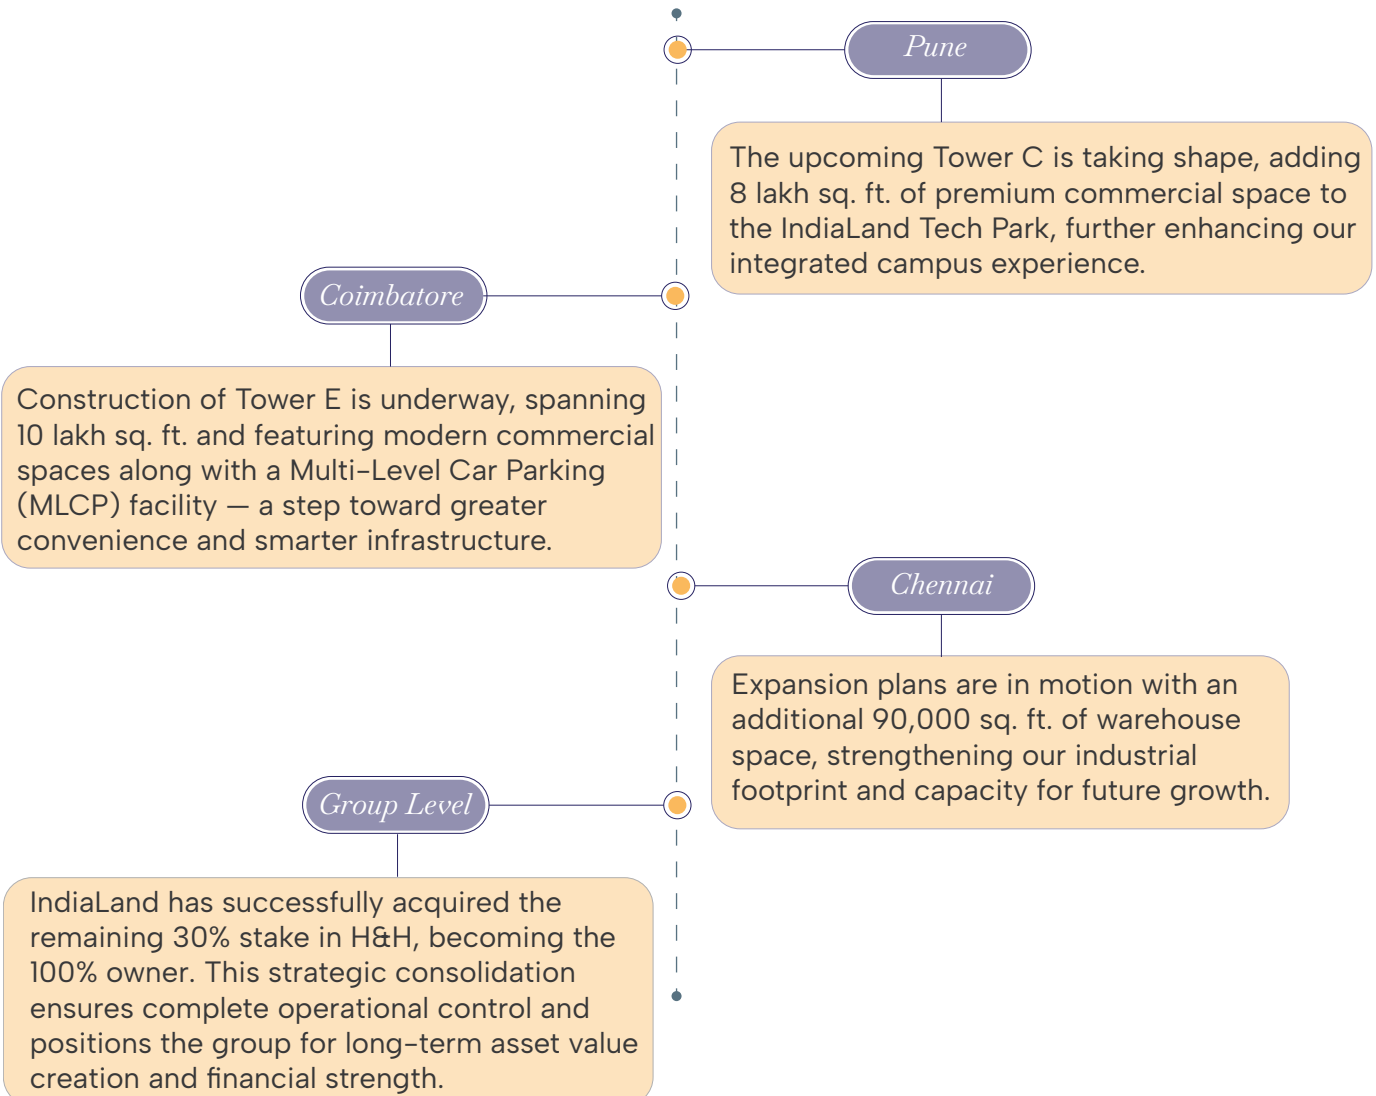 Pune
The upcoming Tower C is taking shape, adding
8 lakh sq. ft. of premium commercial space to
the IndiaLand Tech Park, further enhancing our
integrated campus experience.
Coimbatore
Construction of Tower E is underway, spanning
10 lakh sq. ft. and featuring modern commercial
spaces along with a Multi-Level Car Parking
(MLCP) facility — a step toward greater
convenience and smarter infrastructure.
Chennai
Expansion plans are in motion with an
additional 90,000 sq. ft. of warehouse
space, strengthening our industrial
footprint and capacity for future growth.
Group Level
IndiaLand has successfully acquired the
remaining 30% stake in H&H, becoming the
100% owner. This strategic consolidation
ensures complete operational control and
positions the group for long-term asset value
creation and financial strength.